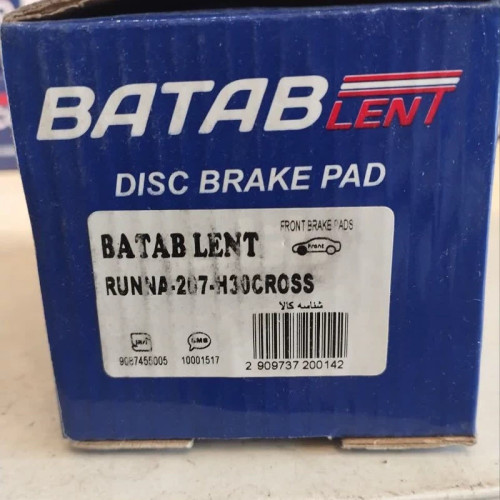 BATAB
LENT
DISC BRAKE PAD
FRONT BRAKE PADS
Front
BATAB LENT
RUNNA-207-H30CROSS
شناسه کالا
SMS
9087455005
10001517
2 909737 200142